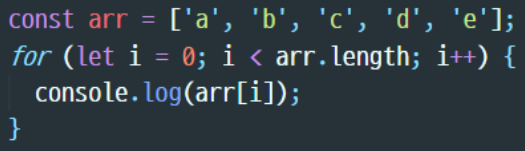 const arr = ['a', 'b', 'c', 'd', 'e'];
for (let i = 0; i < arr.length; i++) {
  console.log(arr[i]);
}